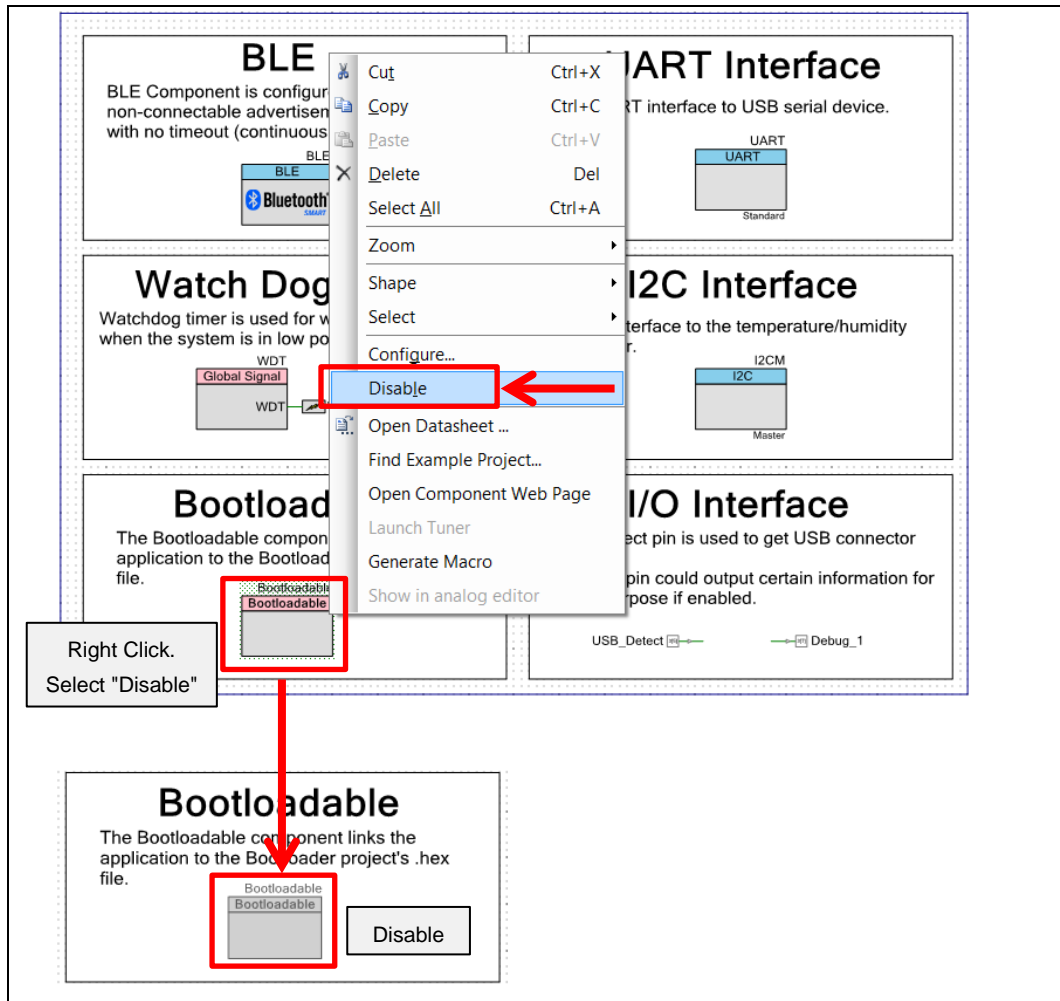 BLE
BLE Component is configur
non-connectable advertisem
with no timeout (continuous
BLE
BLE
Bluetooth
SMART
UART Interface
RT interface to USB serial device.
UART
UART
Standard
Cut Ctrl+X
Copy Ctrl+C
Paste Ctrl+V
Delete Del
Select All Ctrl+A
Zoom
Shape
Select
Configure...
Disable
Open Datasheet ...
Find Example Project...
Open Component Web Page
Launch Tuner
Generate Macro
Show in analog editor
Watch Dog
Watchdog timer is used for w
when the system is in low po
WDT
Global Signal
WDT
I2C Interface
terface to the temperature/humidity
r.
I2CM
I2C
Master
Bootload
The Bootloadable compon
application to the Bootload
file.
Bootloadable
Bootloadable
I/O Interface
ect pin is used to get USB connector
pin could output certain information for
rpose if enabled.
USB_Detect
Debug_1
Right Click.
Select "Disable"
Bootloadable
The Bootloadable component links the
application to the Bootloader project's .hex
file.
Bootloadable
Bootloadable
Disable